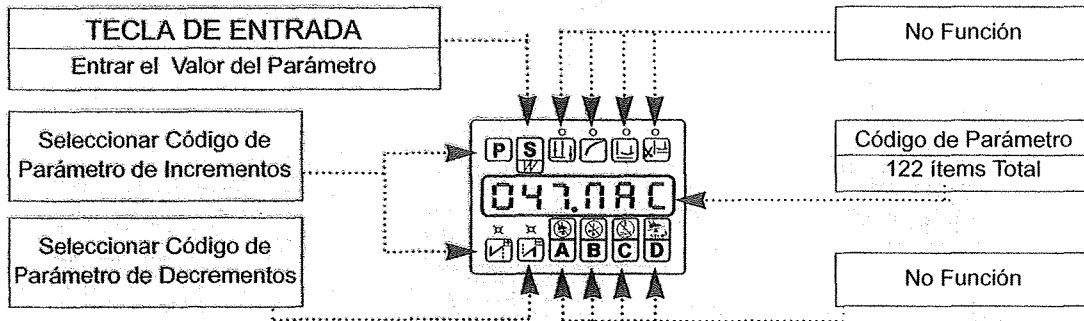 TECLA DE ENTRADA
Entrar el Valor del Parámetro
No Función
Seleccionar Código de
Parámetro de Incrementos
P S
W
Código de Parámetro
122 ítems Total
047.NAC
Seleccionar Código de
Parámetro de Decrementos
A B C D
No Función